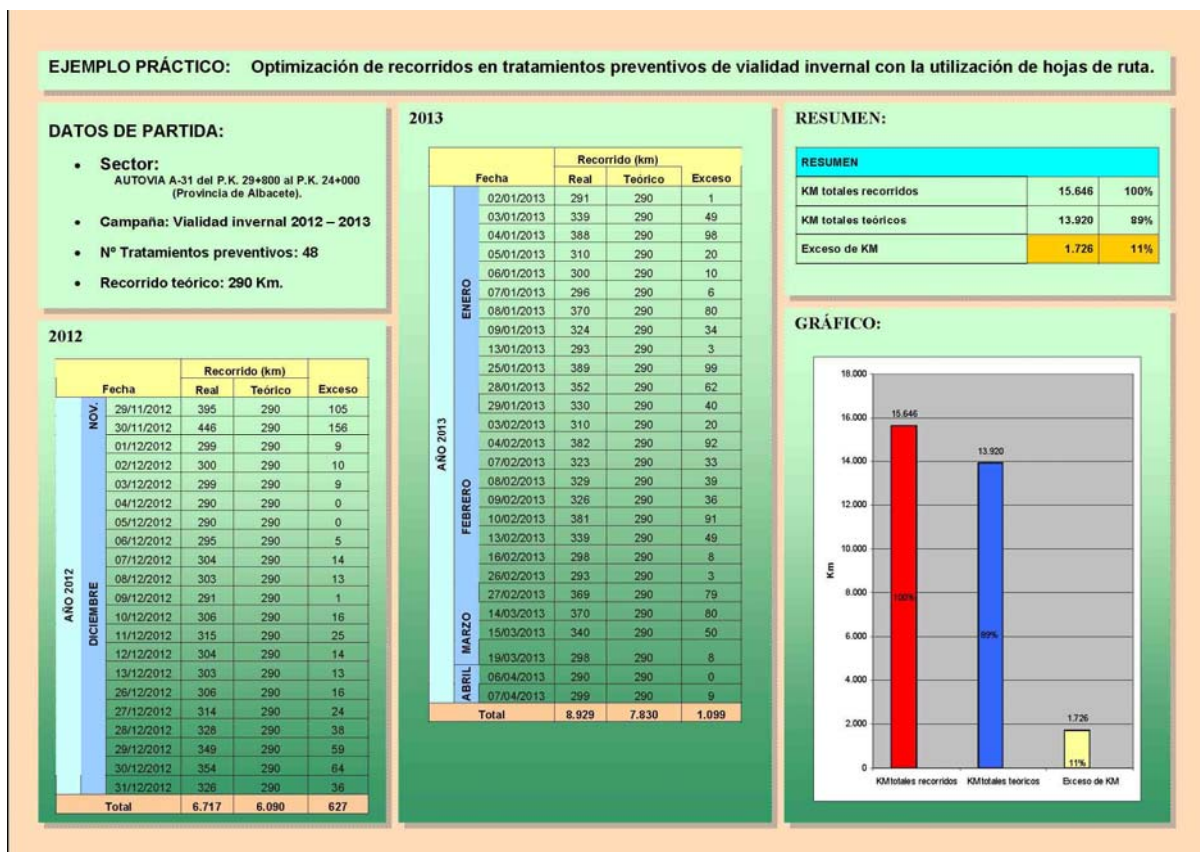 EJEMPLO PRÁCTICO: Optimización de recorridos en tratamientos preventivos de vialidad invernal con la utilización de hojas de ruta.
DATOS DE PARTIDA:
• Sector:
AUTOVIA A-31 del P.K. 29+800 al P.K. 24+000
(Provincia de Albacete).
• Campaña: Vialidad invernal 2012 – 2013
• Nº Tratamientos preventivos: 48
• Recorrido teórico: 290 Km.
2012
Recorrido (km)
Fecha Real Teórico Exceso
AÑO 2012
NOV.
29/11/2012 395 290 105
30/11/2012 446 290 156
DICIEMBRE
01/12/2012 299 290 9
02/12/2012 300 290 10
03/12/2012 299 290 9
04/12/2012 290 290 0
05/12/2012 290 290 0
06/12/2012 295 290 5
07/12/2012 304 290 14
08/12/2012 303 290 13
09/12/2012 291 290 1
10/12/2012 306 290 16
11/12/2012 315 290 25
12/12/2012 304 290 14
13/12/2012 303 290 13
26/12/2012 306 290 16
27/12/2012 314 290 24
28/12/2012 328 290 38
29/12/2012 349 290 59
30/12/2012 354 290 64
31/12/2012 326 290 36
Total 6.717 6.090 627
2013
Recorrido (km)
Fecha Real Teórico Exceso
AÑO 2013
ENERO
02/01/2013 291 290 1
03/01/2013 339 290 49
04/01/2013 388 290 98
05/01/2013 310 290 20
06/01/2013 300 290 10
07/01/2013 296 290 6
08/01/2013 370 290 80
09/01/2013 324 290 34
13/01/2013 293 290 3
25/01/2013 389 290 99
28/01/2013 352 290 62
29/01/2013 330 290 40
FEBRERO
03/02/2013 310 290 20
04/02/2013 382 290 92
07/02/2013 323 290 33
08/02/2013 329 290 39
09/02/2013 326 290 36
10/02/2013 381 290 91
13/02/2013 339 290 49
16/02/2013 298 290 8
26/02/2013 293 290 3
27/02/2013 369 290 79
MARZO
14/03/2013 370 290 80
15/03/2013 340 290 50
19/03/2013 298 290 8
ABRIL
06/04/2013 290 290 0
07/04/2013 299 290 9
Total 8.929 7.830 1.099
RESUMEN:
RESUMEN
KM totales recorridos 15.646 100%
KM totales teóricos 13.920 89%
Exceso de KM 1.726 11%
GRÁFICO:
Km
18.000
16.000
14.000
12.000
10.000
8.000
6.000
4.000
2.000
0
15.646
100%
13.920
89%
1.726
11%
KM totales recorridos KM totales teóricos Exceso de KM